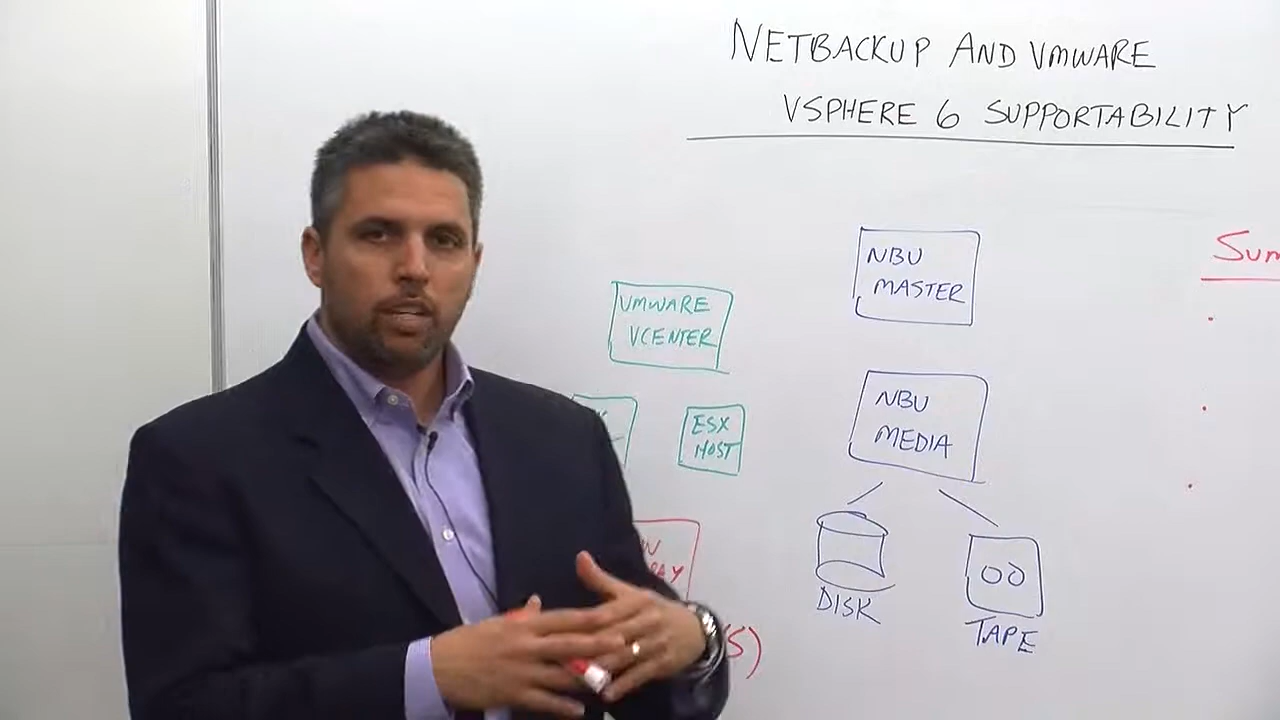 NETBACKUP AND VMWARE
VSPHERE 6 SUPPORTABILITY
NBU
MASTER
VMWARE
VCENTER
NBU
MEDIA
ESX
HOST
DISK
TAPE